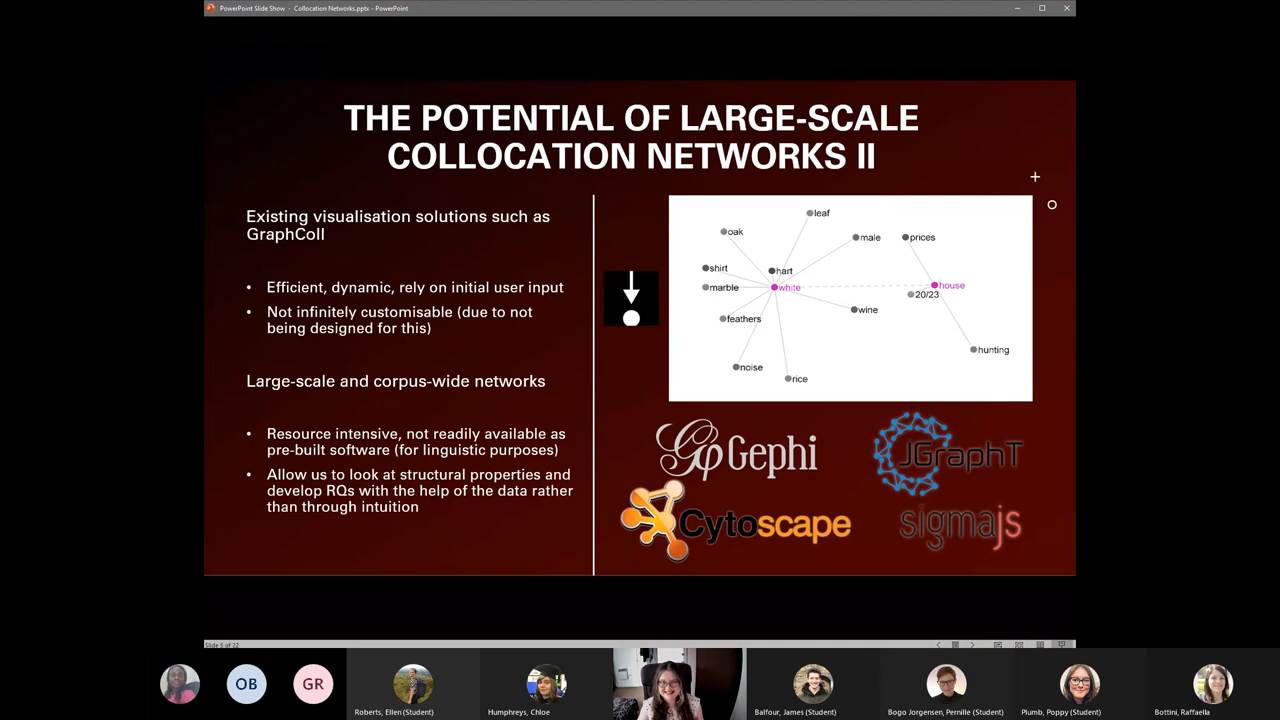 PowerPoint Slide Show - Collocation Networks.pptx - PowerPoint
THE POTENTIAL OF LARGE-SCALE
COLLOCATION NETWORKS II
Existing visualisation solutions such as
GraphColl
• Efficient, dynamic, rely on initial user input
• Not infinitely customisable (due to not
being designed for this)
Large-scale and corpus-wide networks
• Resource intensive, not readily available as
pre-built software (for linguistic purposes)
• Allow us to look at structural properties and
develop RQs with the help of the data rather
than through intuition
leaf
oak
male
prices
shirt
hart
marble
white
house
20/23
feathers
wine
hunting
noise
rice
Gephi
JGraphT
Cytoscape
sigmajs
Slide 5 of 22
OB
GR
Roberts, Ellen (Student)
Humphreys, Chloe
Balfour, James (Student)
Bogo Jorgensen, Pernille (Student)
Plumb, Poppy (Student)
Bottini, Raffaella